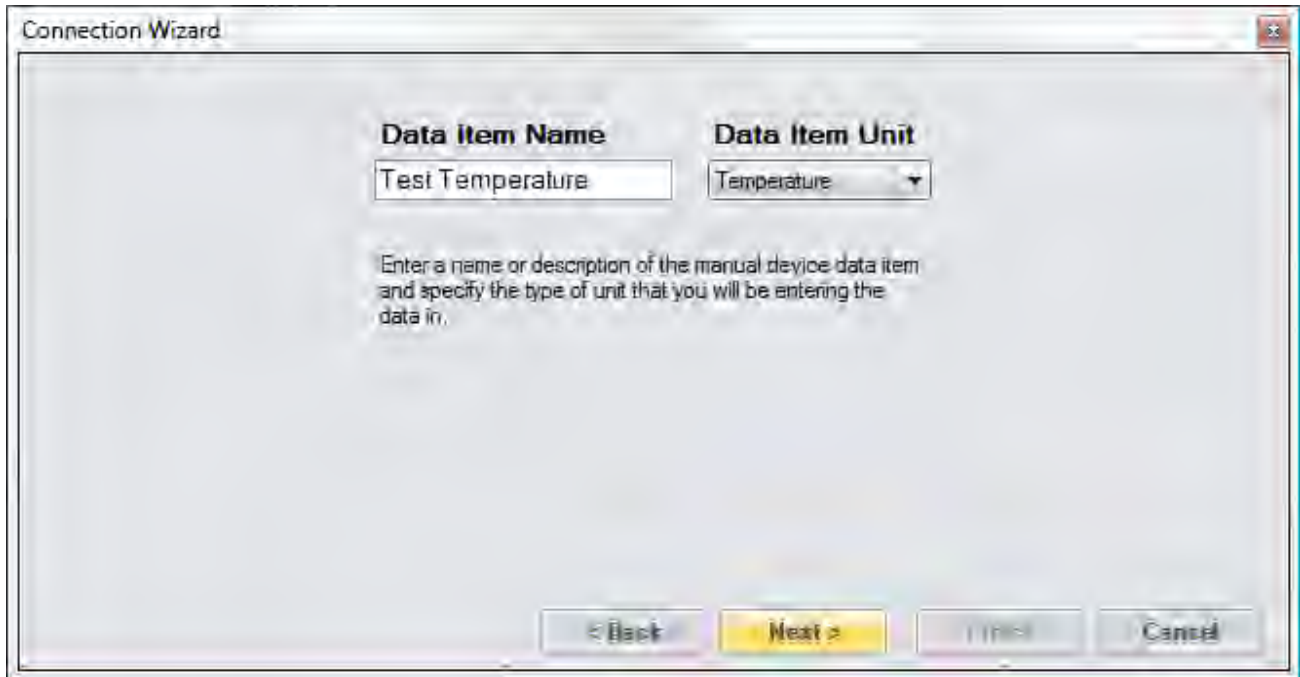 Connection Wizard
Data Item Name Data Item Unit
Test Temperature Temperature
Enter a name or description of the manual device data item
and specify the type of unit that you will be entering the
data in.
< Back Next > Cancel